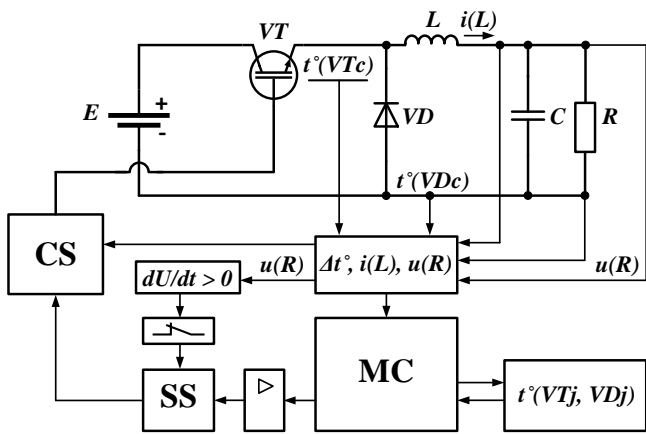 VT
L
i(L)
t°(VTc)
E
+
-
VD
C
R
t°(VDc)
CS
Δt°, i(L), u(R)
u(R)
u(R)
dU/dt > 0
MC
SS
t°(VTj, VDj)